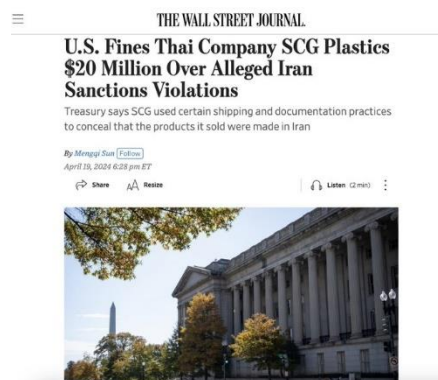 THE WALL STREET JOURNAL.
U.S. Fines Thai Company SCG Plastics
$20 Million Over Alleged Iran
Sanctions Violations
Treasury says SCG used certain shipping and documentation practices
to conceal that the products it sold were made in Iran
By Mengqi Sun Follow
April 19, 2024 6:28 pm ET
Share AA Resize Listen (2 min)